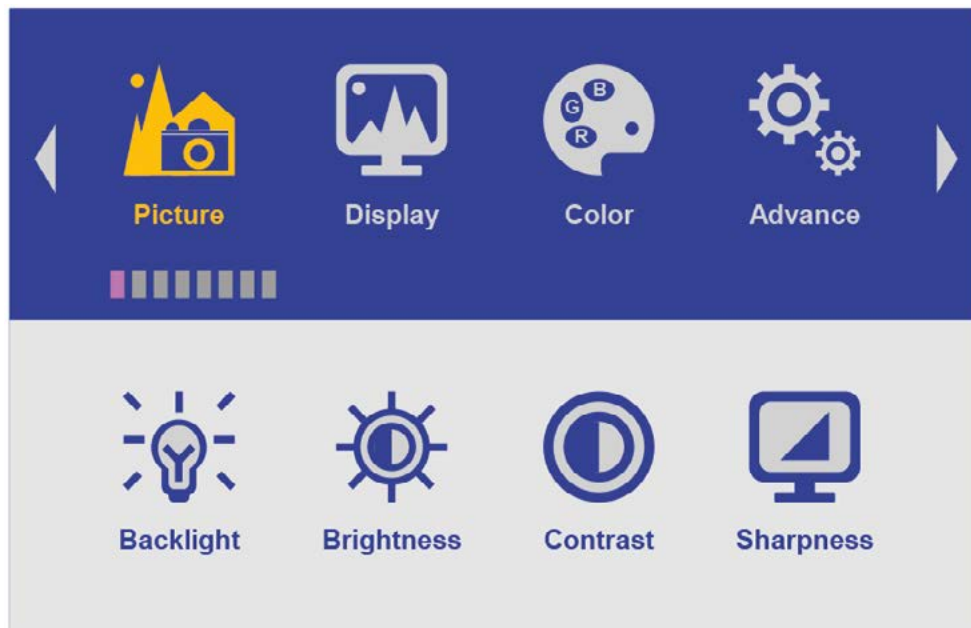 B
G
R
Picture Display Color Advance
Backlight Brightness Contrast Sharpness